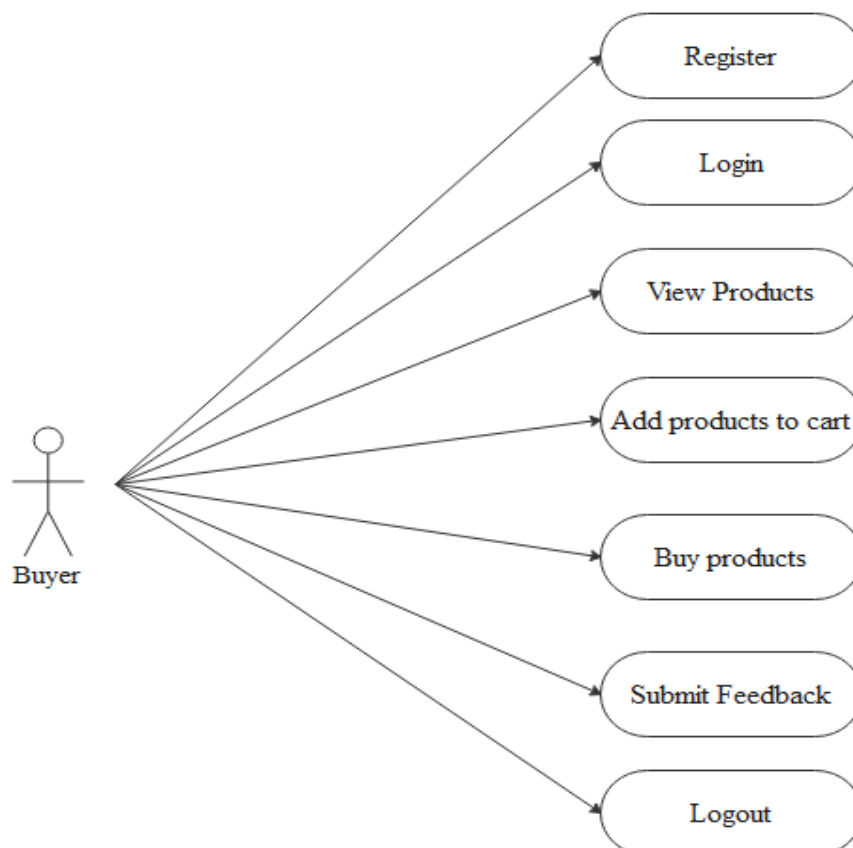 Register
Login
View Products
Add products to cart
Buyer
Buy products
Submit Feedback
Logout